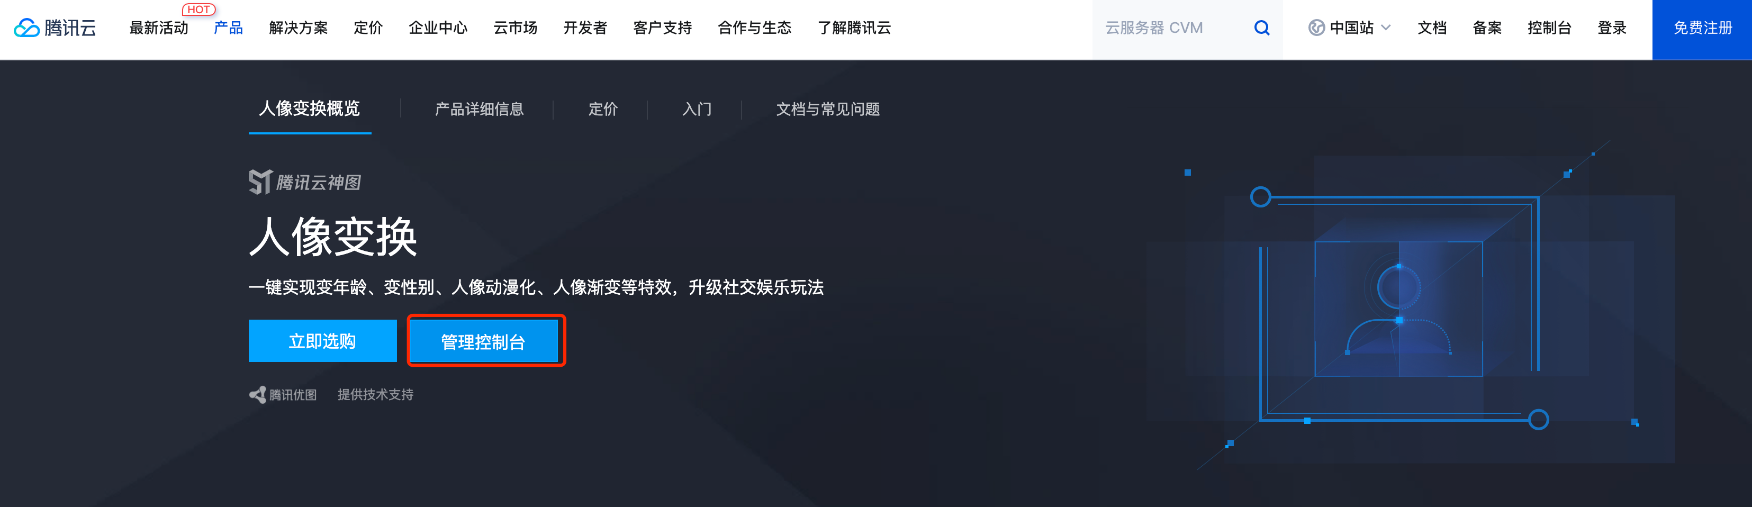 腾讯云 最新活动 HOT 产品 解决方案 定价 企业中心 云市场 开发者 客户支持 合作与生态 了解腾讯云 云服务器 CVM 中国站 文档 备案 控制台 登录 免费注册
人像变换概览 产品详细信息 定价 入门 文档与常见问题
腾讯云神图
人像变换
一键实现变年龄、变性别、人像动漫化、人像渐变等特效，升级社交娱乐玩法
立即选购 管理控制台
腾讯优图 提供技术支持